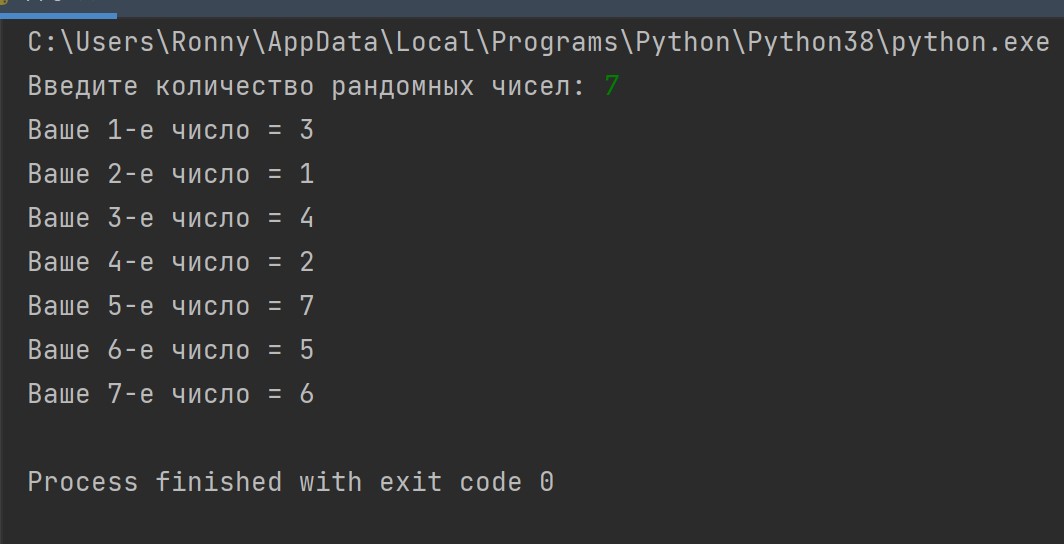 C:\Users\Ronny\AppData\Local\Programs\Python\Python38\python.exe
Введите количество рандомных чисел: 7
Ваше 1-е число = 3
Ваше 2-е число = 1
Ваше 3-е число = 4
Ваше 4-е число = 2
Ваше 5-е число = 7
Ваше 6-е число = 5
Ваше 7-е число = 6
Process finished with exit code 0